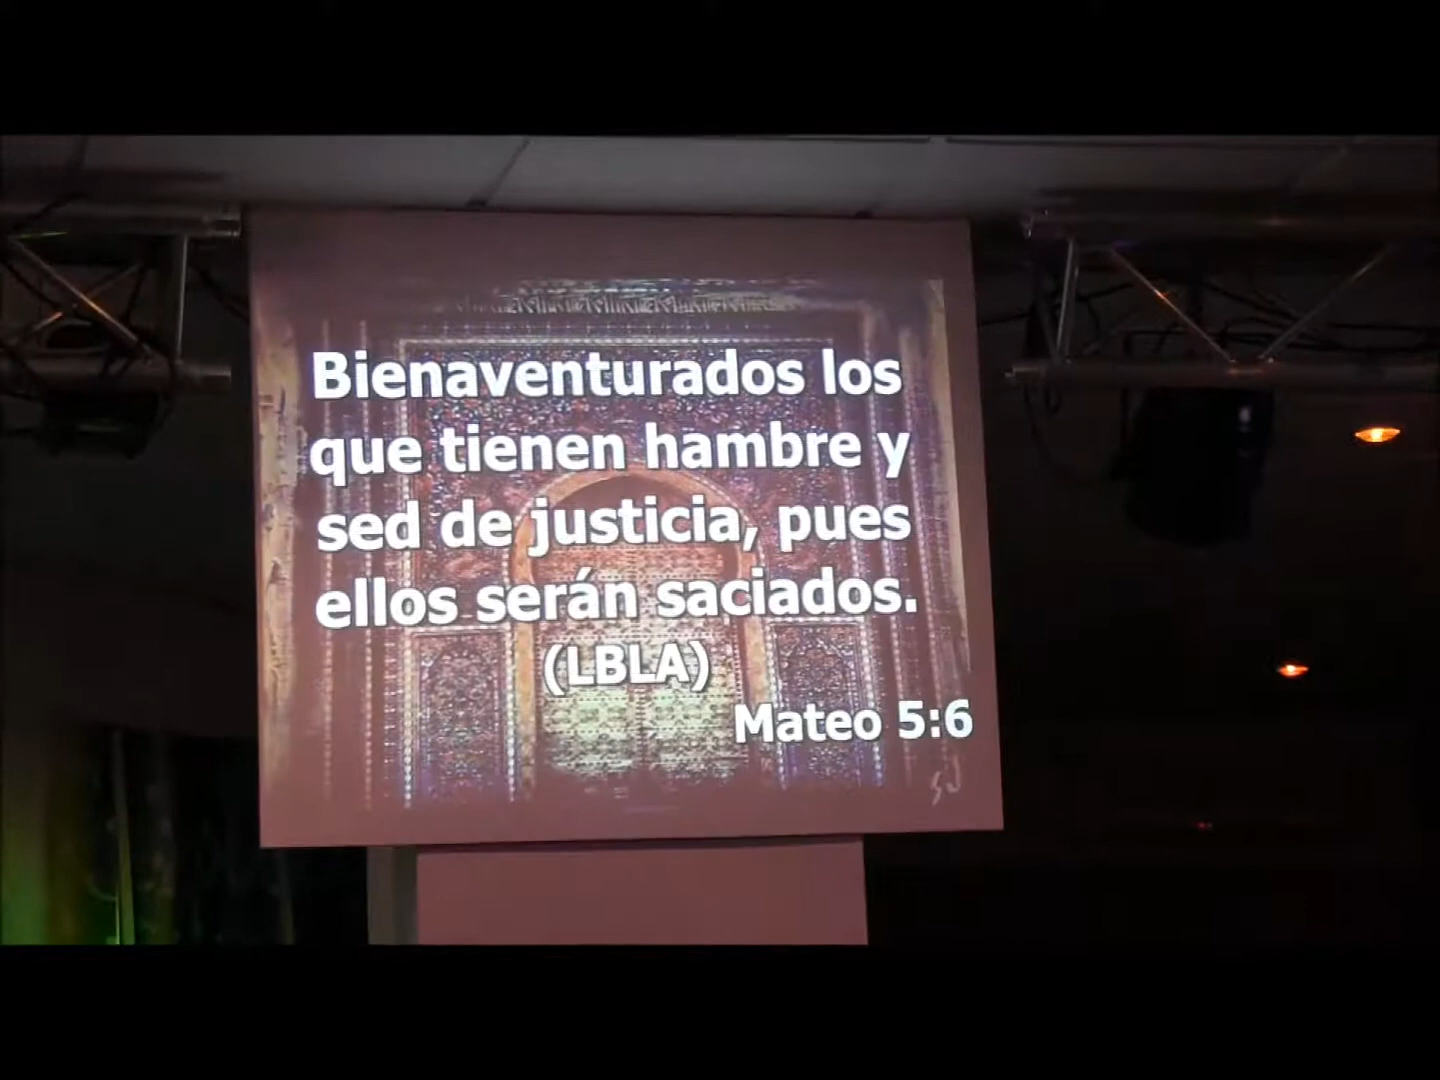 Bienaventurados los
que tienen hambre y
sed de justicia, pues
ellos serán saciados.
(LBLA)
Mateo 5:6